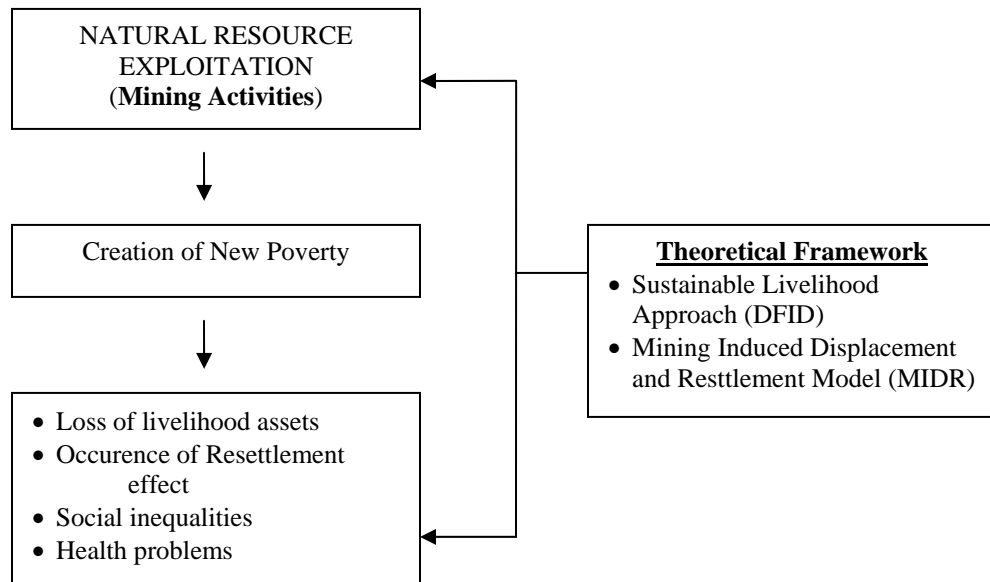 NATURAL RESOURCE
EXPLOITATION
(Mining Activities)
Creation of New Poverty
• Loss of livelihood assets
• Occurence of Resettlement
effect
• Social inequalities
• Health problems
Theoretical Framework
• Sustainable Livelihood
Approach (DFID)
• Mining Induced Displacement
and Resttlement Model (MIDR)